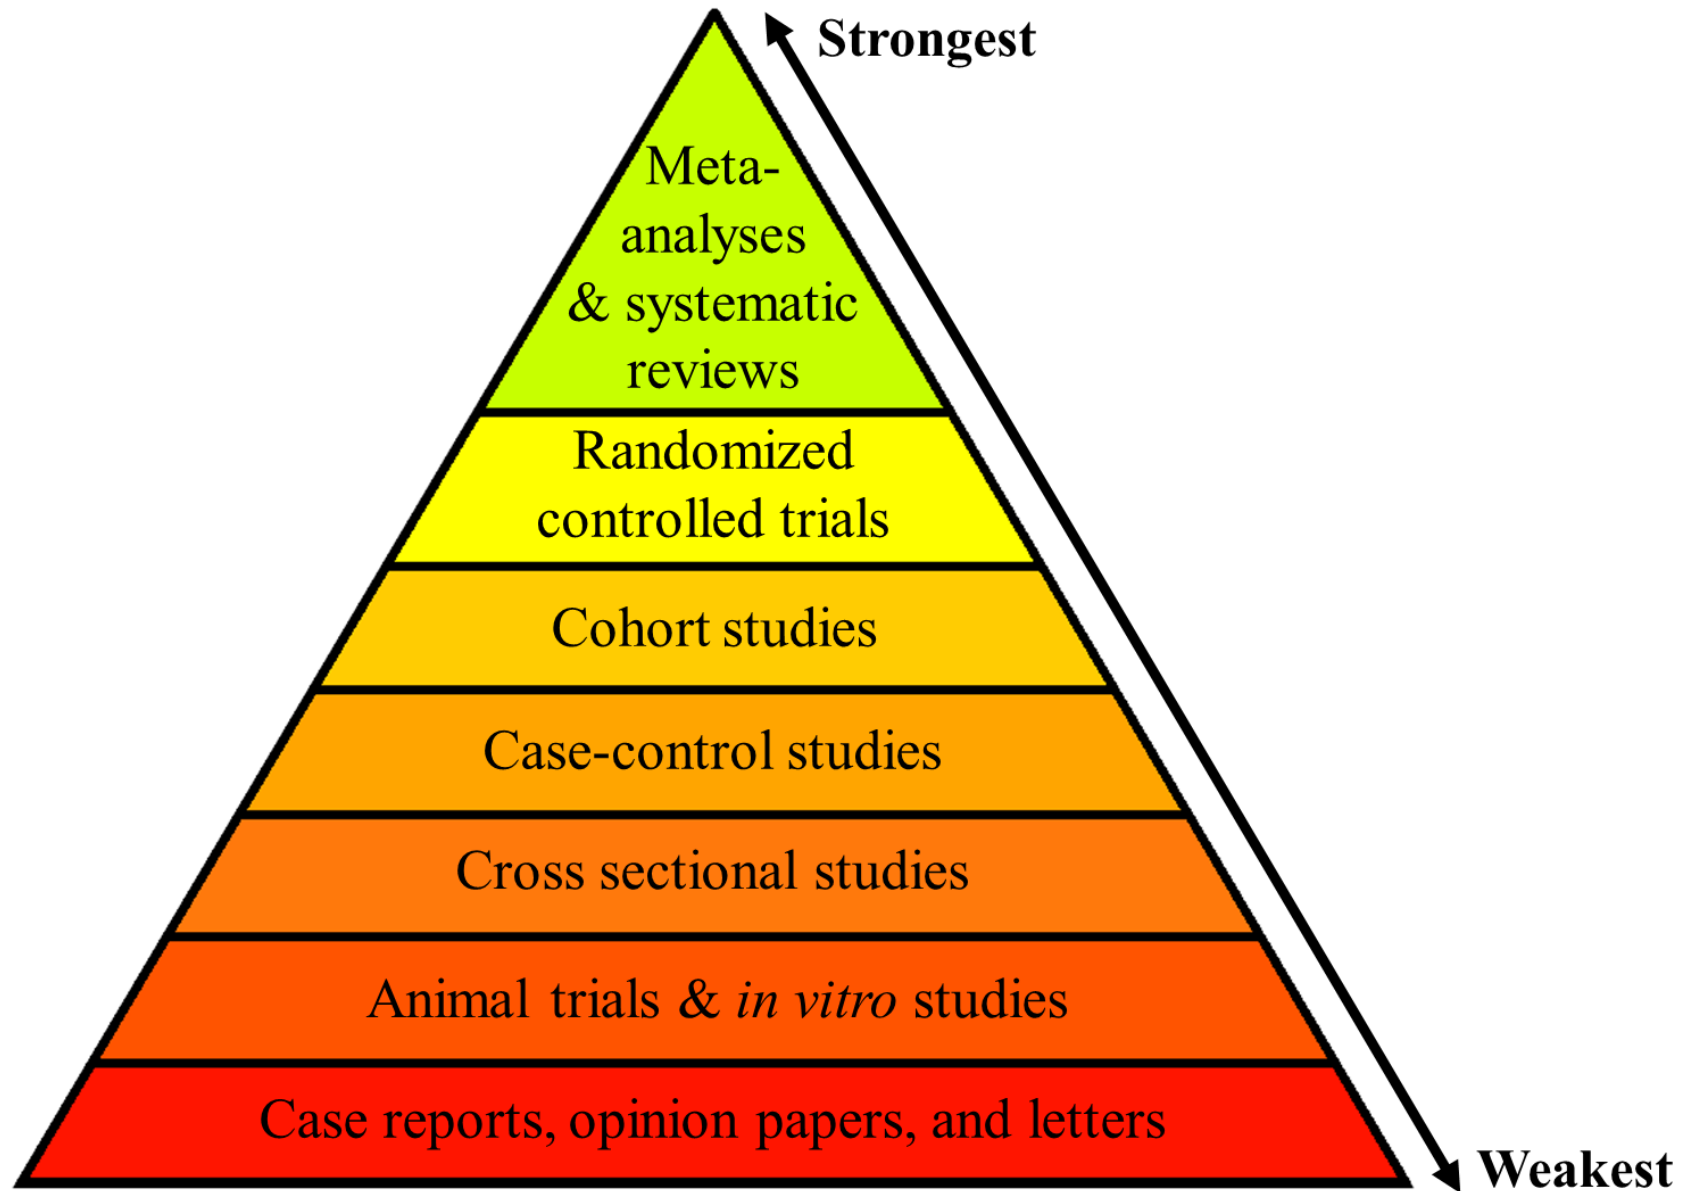 Strongest
Meta-
analyses
& systematic
reviews
Randomized
controlled trials
Cohort studies
Case-control studies
Cross sectional studies
Animal trials & in vitro studies
Case reports, opinion papers, and letters
Weakest